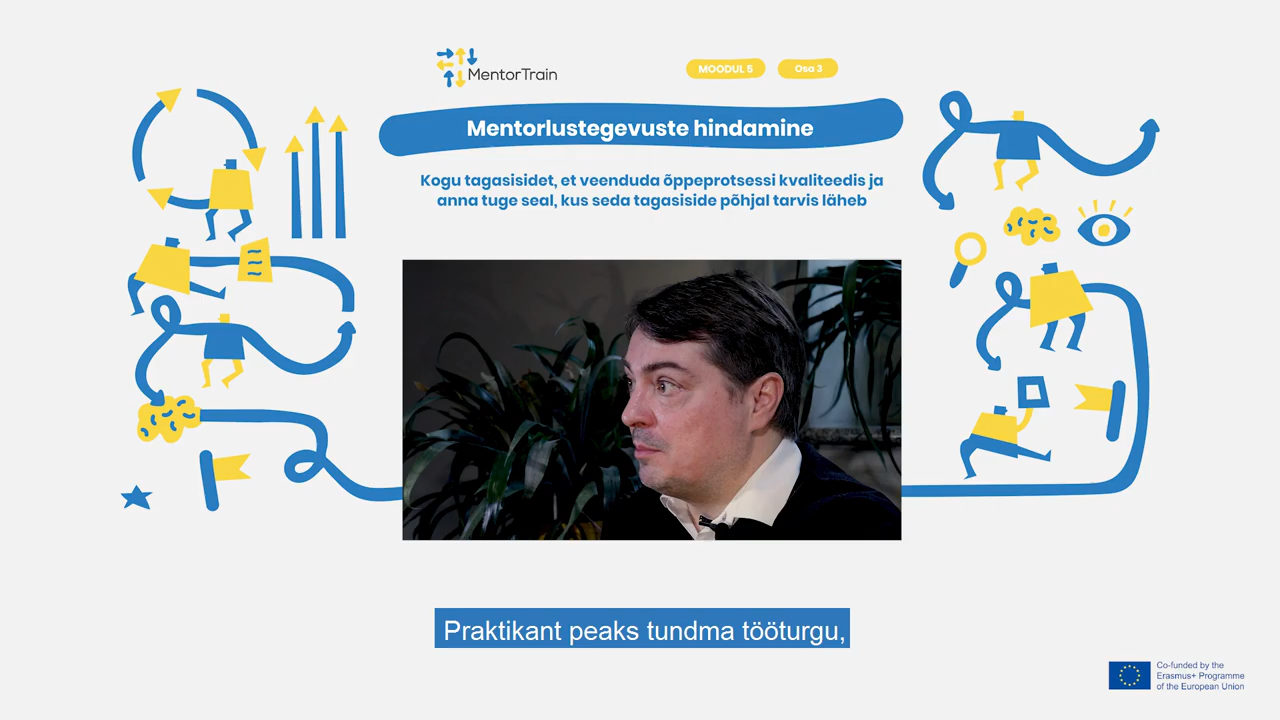 MentorTrain
MOODUL 5
Osa 3
Mentorlustegevuste hindamine
Kogu tagasisidet, et veenduda õppeprotsessi kvaliteedis ja
anna tuge seal, kus seda tagasiside põhjal tarvis läheb
Praktikant peaks tundma tööturgu,
Co-funded by the
Erasmus+ Programme
of the European Union